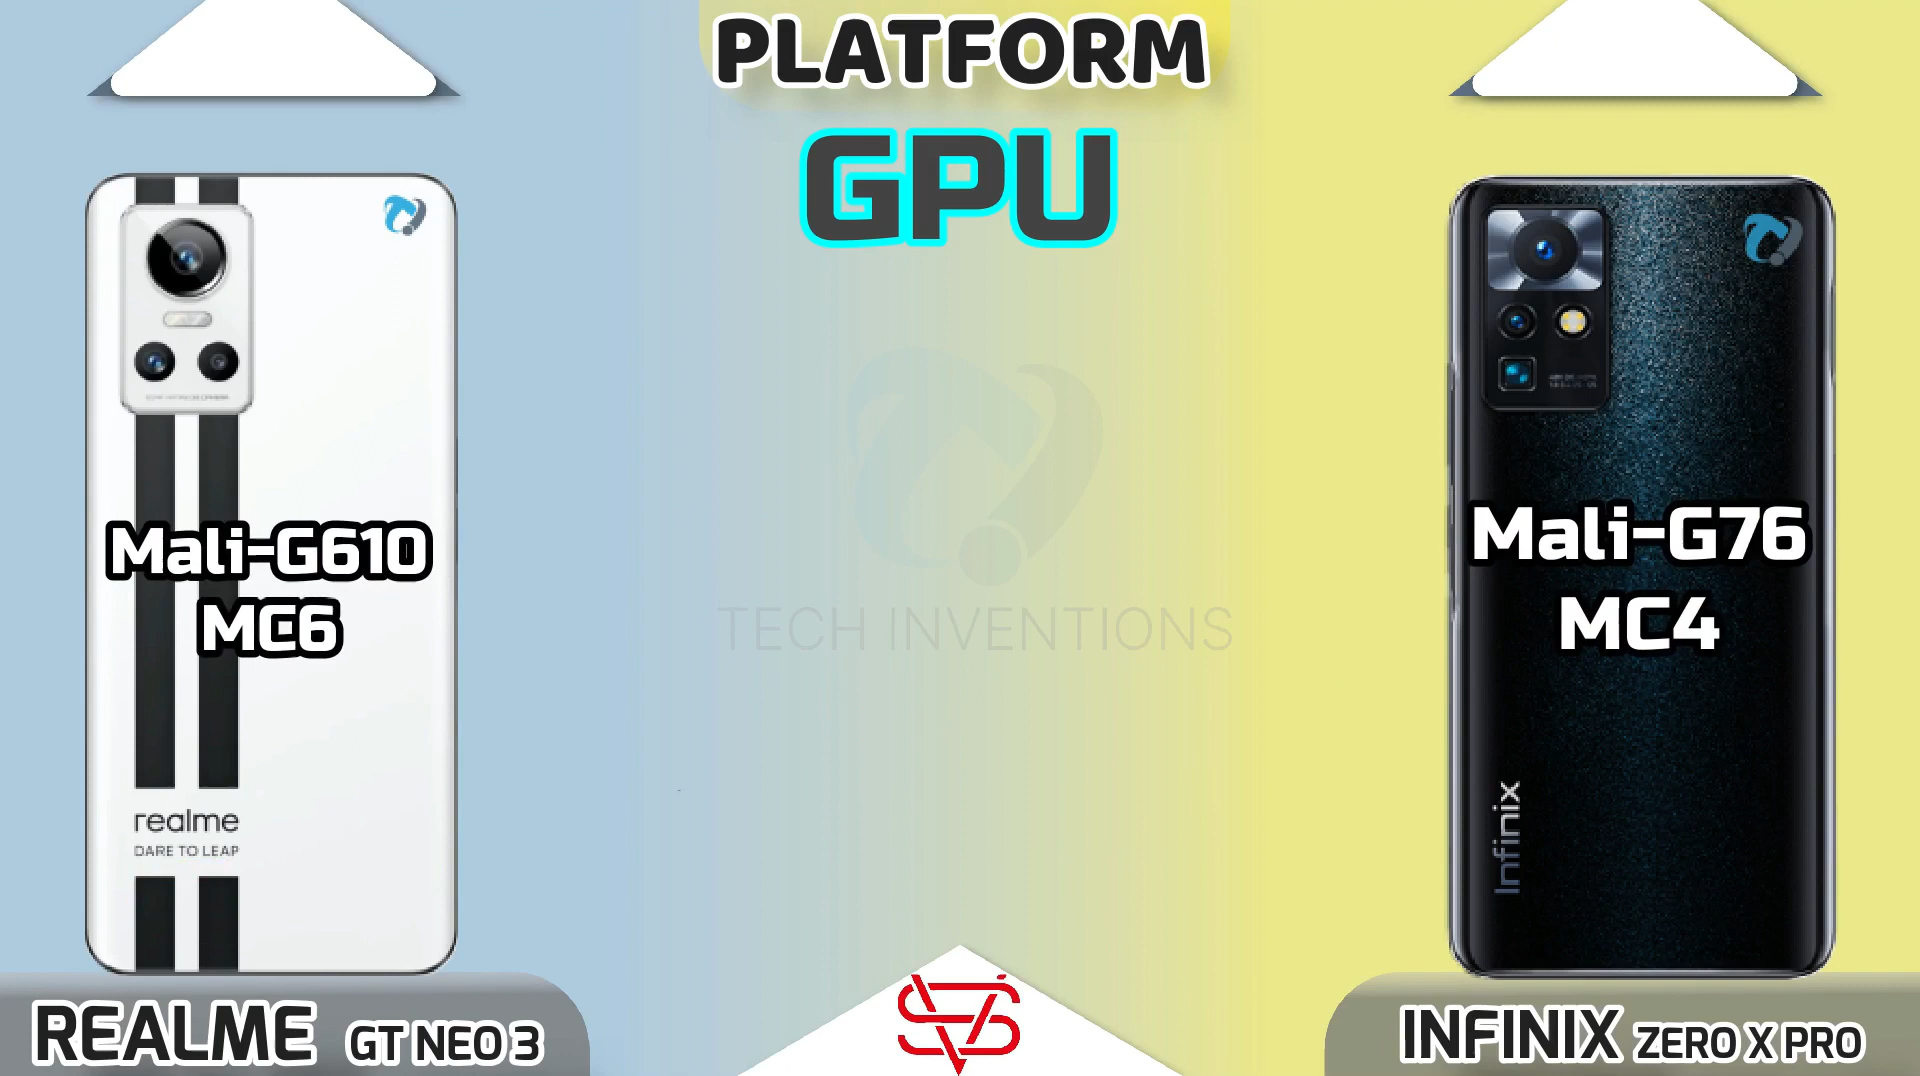 PLATFORM
GPU
Mali-G610
MC6
realme
DARE TO LEAP
REALME GT NEO 3
TECH INVENTIONS
VS
Mali-G76
MC4
Infinix
INFINIX ZERO X PRO